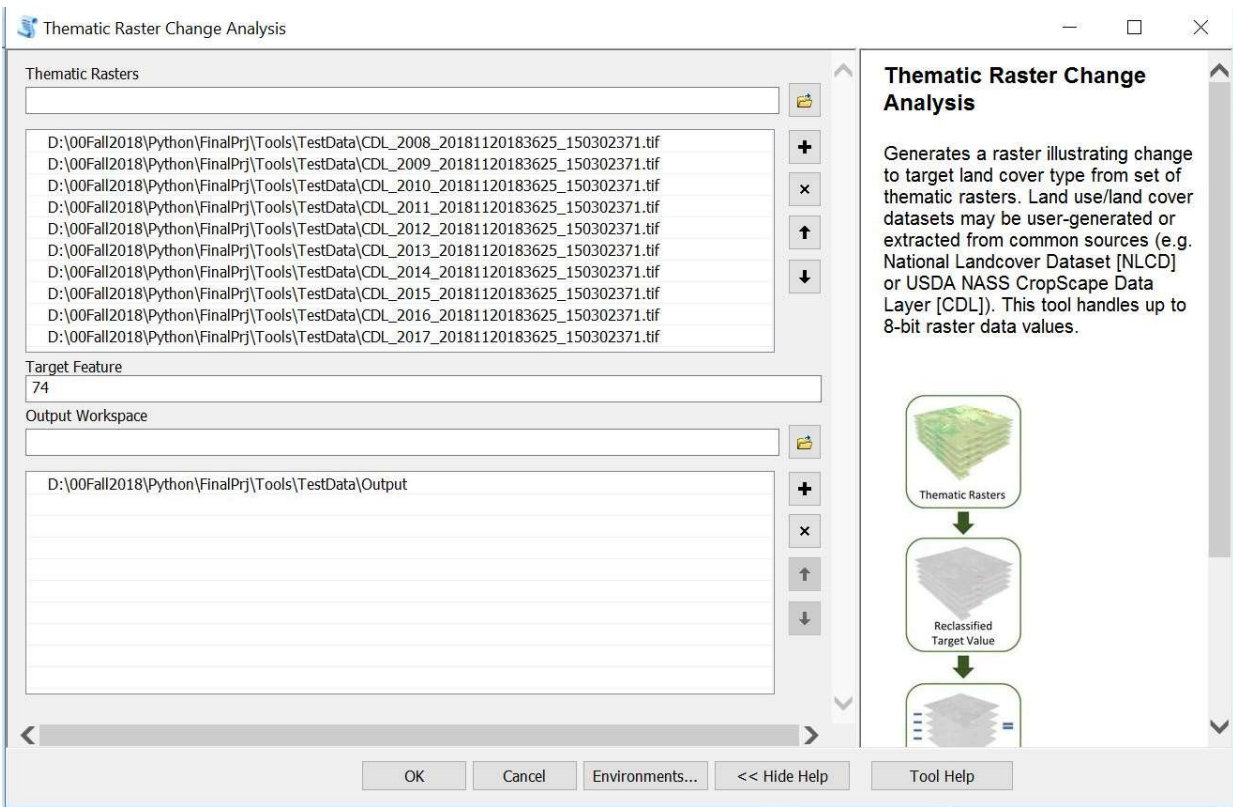 Thematic Raster Change Analysis
Thematic Rasters
D:\00Fall2018\Python\FinalPrj\Tools\TestData\CDL_2008_20181120183625_150302371.tif
D:\00Fall2018\Python\FinalPrj\Tools\TestData\CDL_2009_20181120183625_150302371.tif
D:\00Fall2018\Python\FinalPrj\Tools\TestData\CDL_2010_20181120183625_150302371.tif
D:\00Fall2018\Python\FinalPrj\Tools\TestData\CDL_2011_20181120183625_150302371.tif
D:\00Fall2018\Python\FinalPrj\Tools\TestData\CDL_2012_20181120183625_150302371.tif
D:\00Fall2018\Python\FinalPrj\Tools\TestData\CDL_2013_20181120183625_150302371.tif
D:\00Fall2018\Python\FinalPrj\Tools\TestData\CDL_2014_20181120183625_150302371.tif
D:\00Fall2018\Python\FinalPrj\Tools\TestData\CDL_2015_20181120183625_150302371.tif
D:\00Fall2018\Python\FinalPrj\Tools\TestData\CDL_2016_20181120183625_150302371.tif
D:\00Fall2018\Python\FinalPrj\Tools\TestData\CDL_2017_20181120183625_150302371.tif
Target Feature
74
Output Workspace
D:\00Fall2018\Python\FinalPrj\Tools\TestData\Output
Thematic Raster Change
Analysis
Generates a raster illustrating change
to target land cover type from set of
thematic rasters. Land use/land cover
datasets may be user-generated or
extracted from common sources (e.g.
National Landcover Dataset [NLCD]
or USDA NASS CropScape Data
Layer [CDL]). This tool handles up to
8-bit raster data values.
Thematic Rasters
Reclassified
Target Value
OK
Cancel
Environments...
<< Hide Help
Tool Help